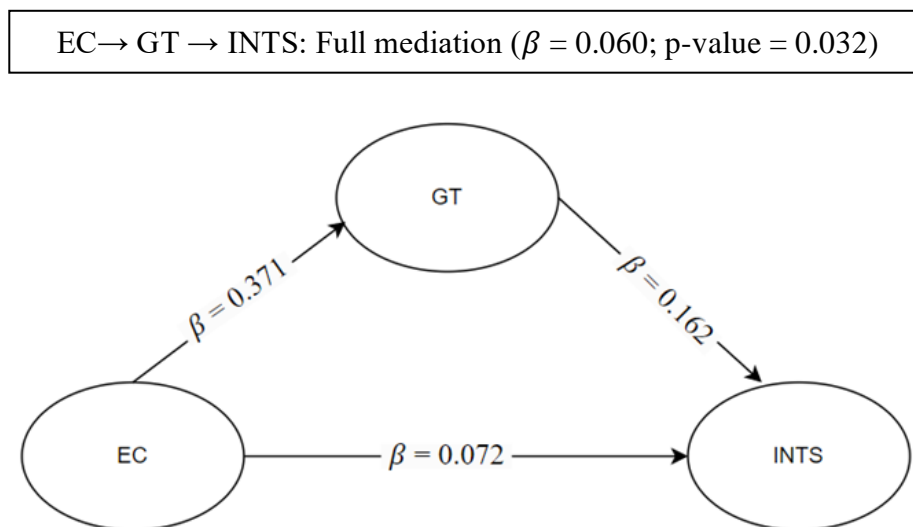 EC→ GT → INTS: Full mediation (β = 0.060; p-value = 0.032)
GT
β = 0.371
β = 0.162
EC
β = 0.072
INTS